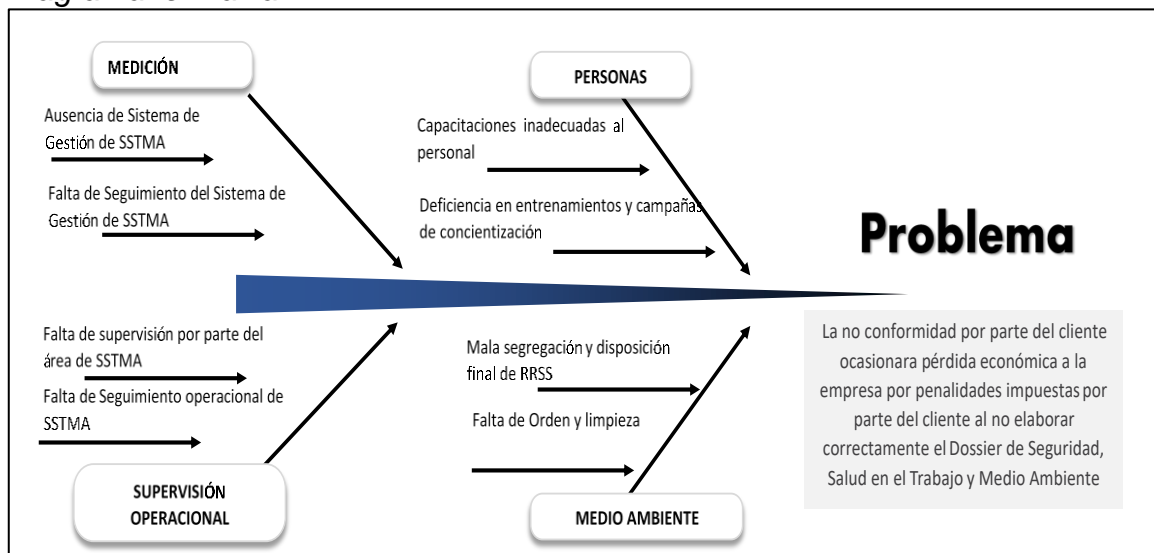 MEDICIÓN
Ausencia de Sistema de
Gestión de SSTMA
Falta de Seguimiento del Sistema de
Gestión de SSTMA
PERSONAS
Capacitaciones inadecuadas al
personal
Deficiencia en entrenamientos y campañas
de concientización
Problema
La no conformidad por parte del cliente
ocasionara pérdida económica a la
empresa por penalidades impuestas por
parte del cliente al no elaborar
correctamente el Dossier de Seguridad,
Salud en el Trabajo y Medio Ambiente
Falta de supervisión por parte del
área de SSTMA
Falta de Seguimiento operacional de
SSTMA
SUPERVISIÓN
OPERACIONAL
Mala segregación y disposición
final de RRSS
Falta de Orden y limpieza
MEDIO AMBIENTE